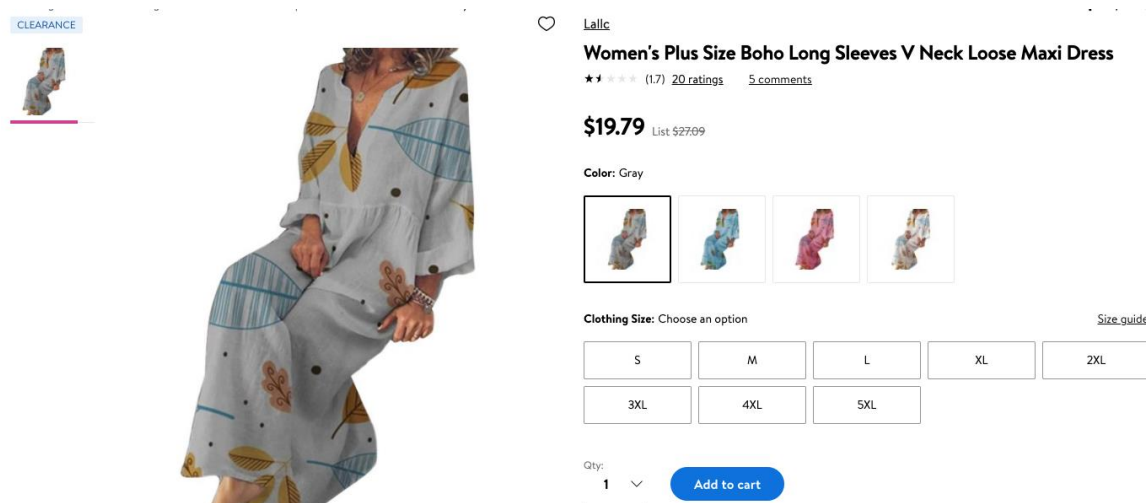 CLEARANCE
Lallc
Women's Plus Size Boho Long Sleeves V Neck Loose Maxi Dress
(1.7) 20 ratings 5 comments
$19.79 List $27.09
Color: Gray
Clothing Size: Choose an option Size guide
S M L XL 2XL
3XL 4XL 5XL
Qty:
1 Add to cart